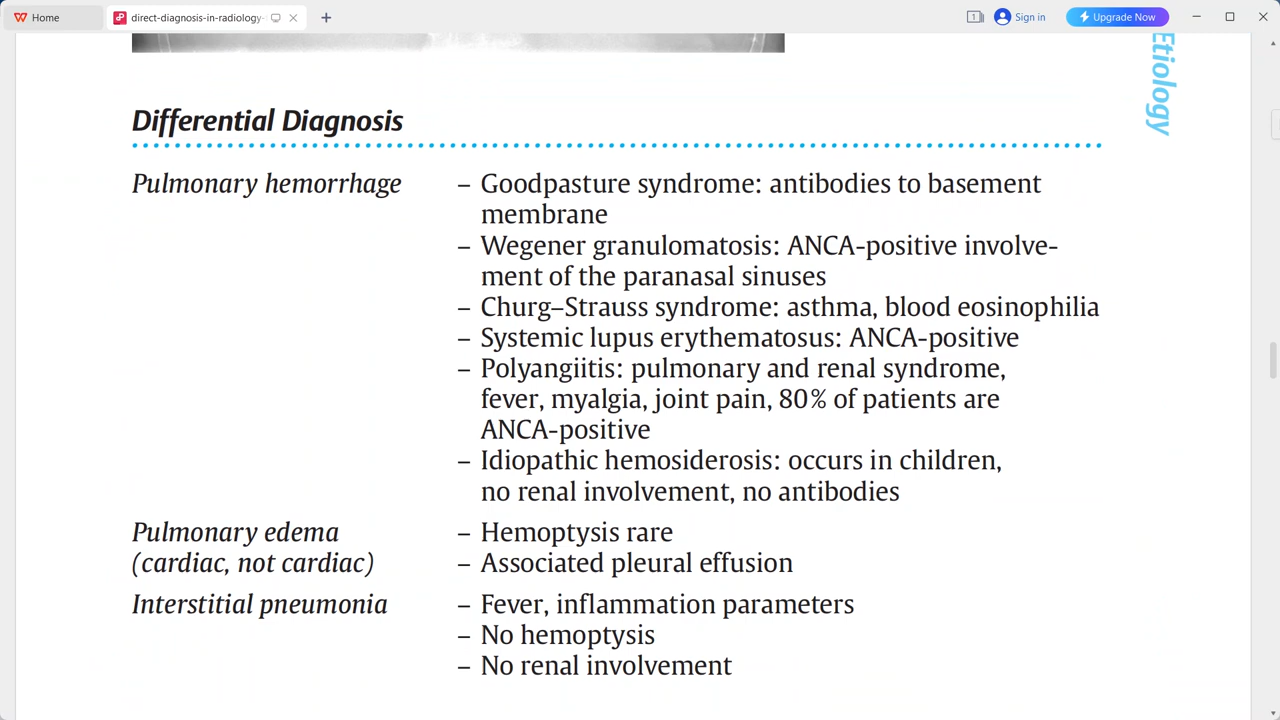 Home
direct-diagnosis-in-radiology-
1
Sign in
Upgrade Now
Etiology
Differential Diagnosis
Pulmonary hemorrhage
– Goodpasture syndrome: antibodies to basement
membrane
– Wegener granulomatosis: ANCA-positive involve-
ment of the paranasal sinuses
– Churg–Strauss syndrome: asthma, blood eosinophilia
– Systemic lupus erythematosus: ANCA-positive
– Polyangiitis: pulmonary and renal syndrome,
fever, myalgia, joint pain, 80% of patients are
ANCA-positive
– Idiopathic hemosiderosis: occurs in children,
no renal involvement, no antibodies
Pulmonary edema
(cardiac, not cardiac)
– Hemoptysis rare
– Associated pleural effusion
Interstitial pneumonia
– Fever, inflammation parameters
– No hemoptysis
– No renal involvement